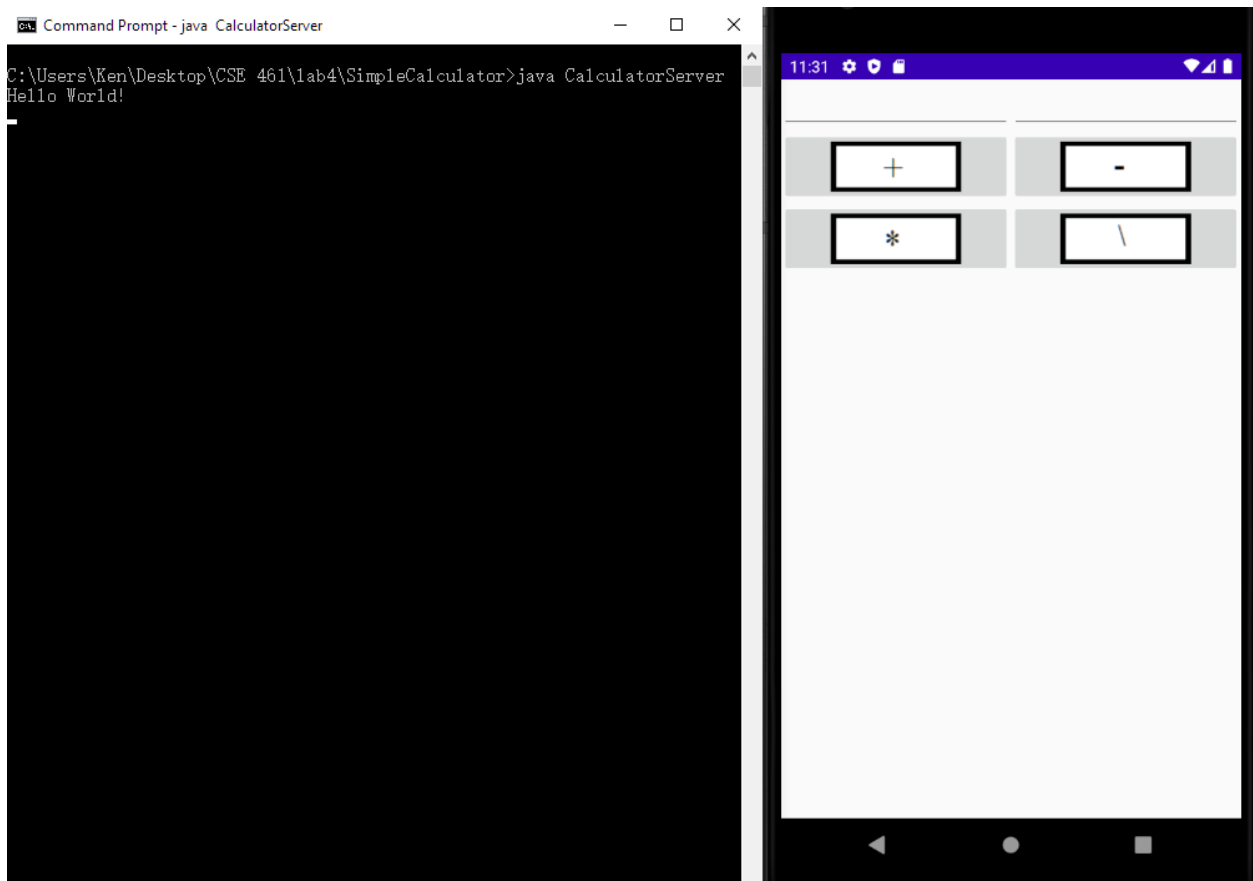 Command Prompt - java  CalculatorServer
C:\Users\Ken\Desktop\CSE 461\lab4\SimpleCalculator>java CalculatorServer
Hello World!
11:31
+ -
* \